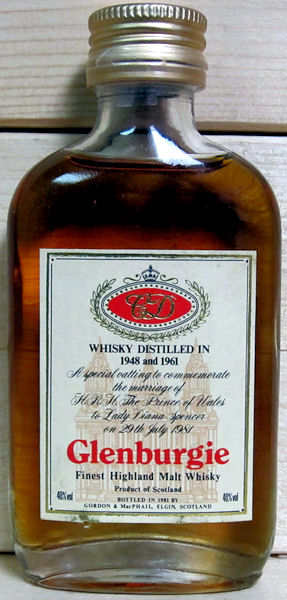 CD
WHISKY DISTILLED IN
1948 and 1961
A special vatting to commemorate
the marriage of
H.R.H. The Prince of Wales
to Lady Diana Spencer
on 29th July 1981
Glenburgie
Finest Highland Malt Whisky
Product of Scotland
40%vol 40%vol
BOTTLED IN 1981 BY
GORDON & MacPHAIL, ELGIN, SCOTLAND